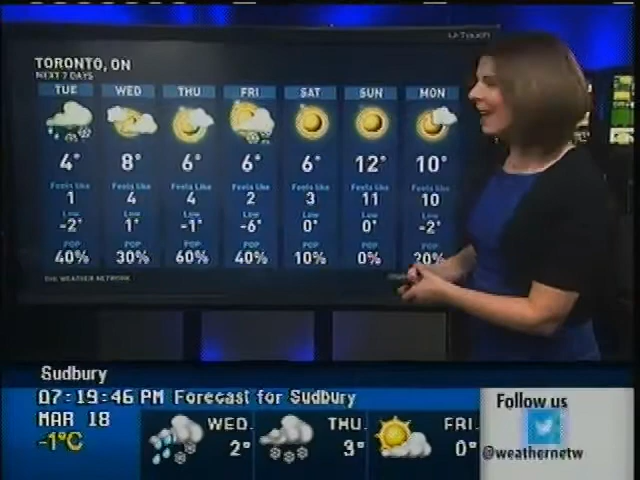 U-Touch
TORONTO, ON
NEXT 7 DAYS
TUE WED THU FRI SAT SUN MON
4° 8° 6° 6° 6° 12° 10°
Feels like Feels like Feels like Feels like Feels like Feels like Feels like
1 4 4 2 3 11 10
Low Low Low Low Low Low Low
-2° 1° -1° -6° 0° 0° -2°
POP POP POP POP POP POP POP
40% 30% 60% 40% 10% 0% 20%
THE WEATHER NETWORK
Sudbury
07:19:46 PM Forecast for Sudbury
MAR 18
-1°C
WED. THU. FRI.
2° 3° 0°
Follow us
@weathernetw